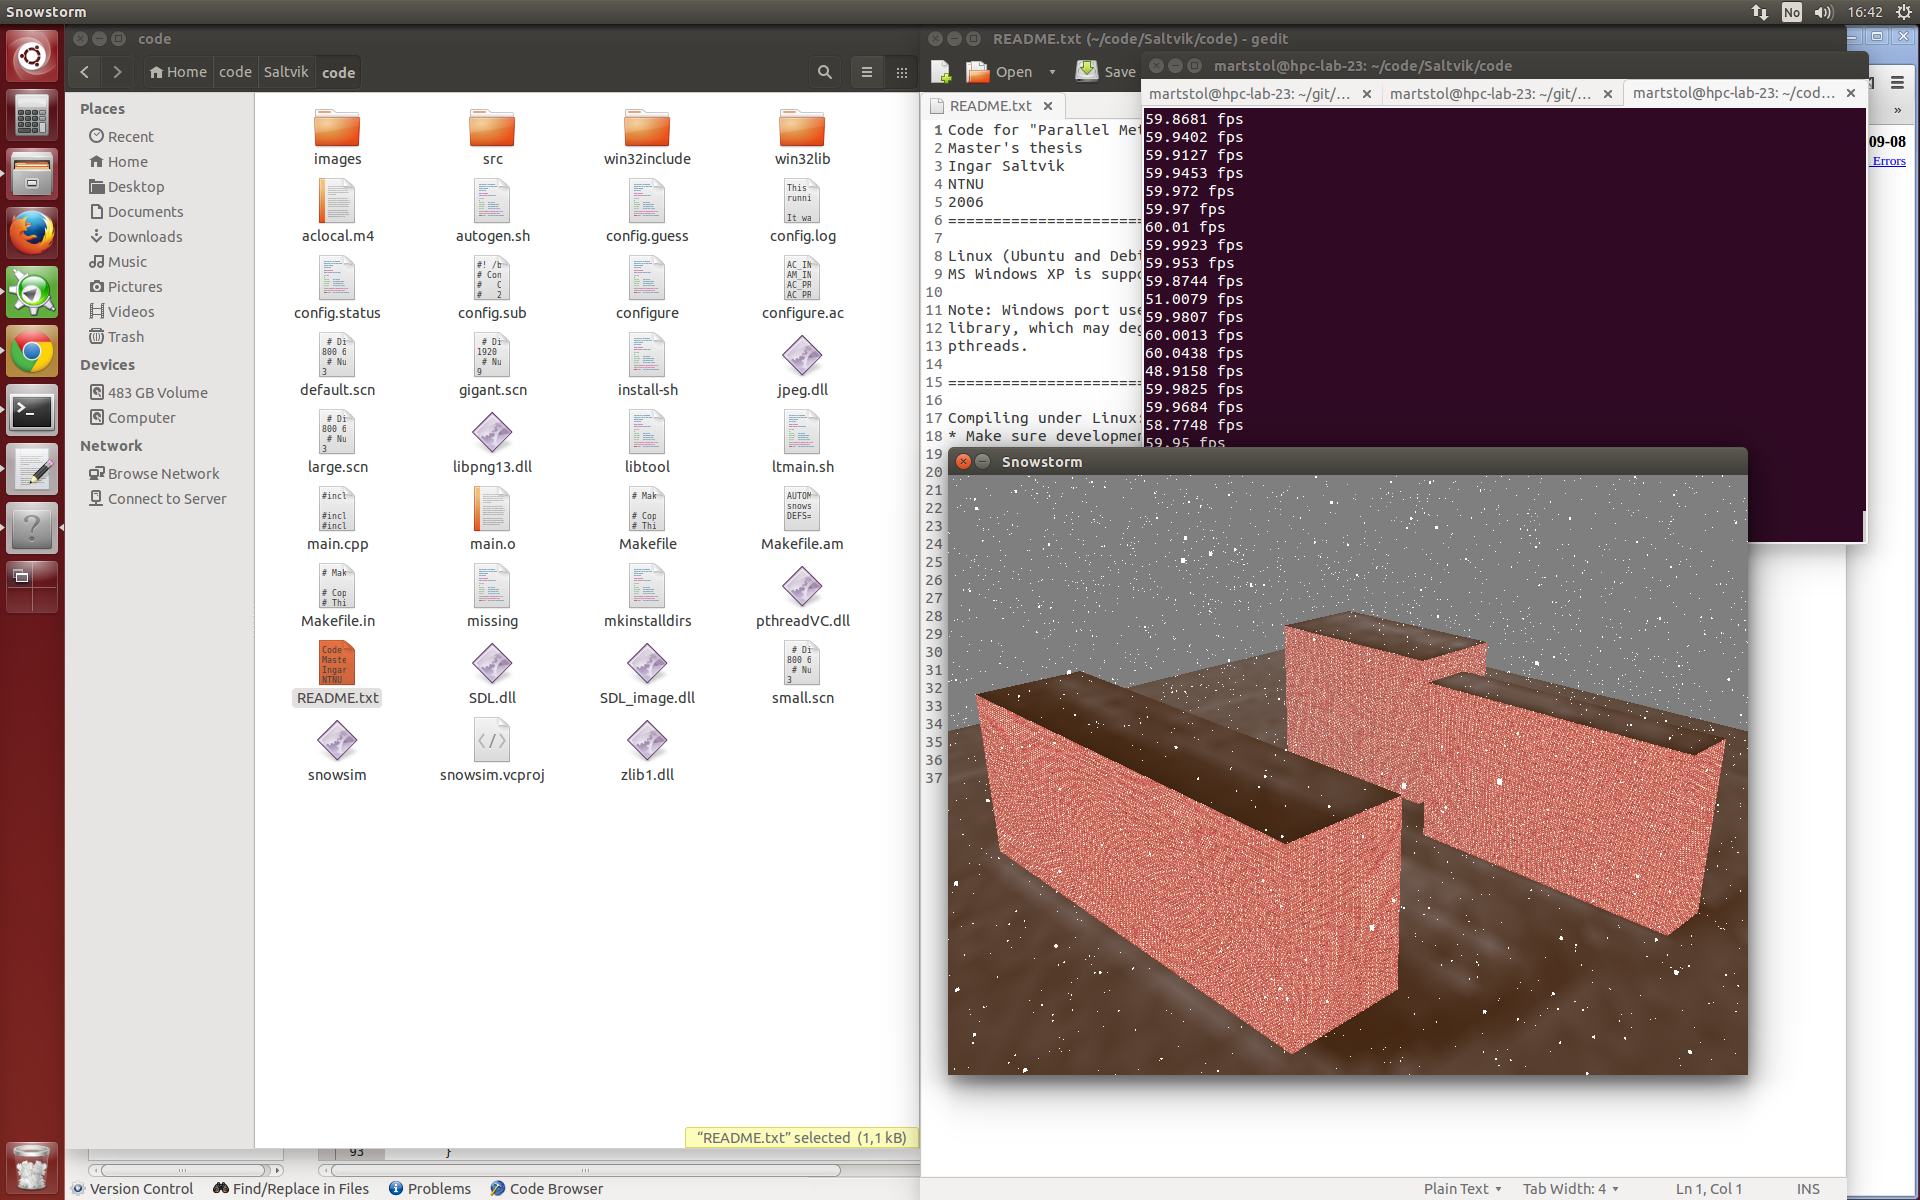 Snowstorm
No
16:42
code
Home
code
Saltvik
code
Places
Recent
Home
Desktop
Documents
Downloads
Music
Pictures
Videos
Trash
Devices
483 GB Volume
Computer
Network
Browse Network
Connect to Server
images
src
win32include
win32lib
aclocal.m4
autogen.sh
config.guess
config.log
config.status
config.sub
configure
configure.ac
default.scn
gigant.scn
install-sh
jpeg.dll
large.scn
libpng13.dll
libtool
ltmain.sh
main.cpp
main.o
Makefile
Makefile.am
Makefile.in
missing
mkinstalldirs
pthreadVC.dll
README.txt
SDL.dll
SDL_image.dll
small.scn
snowsim
snowsim.vcproj
zlib1.dll
“README.txt” selected (1,1 kB)
93 }
Version Control
Find/Replace in Files
Problems
Code Browser
README.txt (~/code/Saltvik/code) - gedit
Open
Save
README.txt
1 Code for "Parallel Met
2 Master's thesis
3 Ingar Saltvik
4 NTNU
5 2006
6 ======================
7
8 Linux (Ubuntu and Debi
9 MS Windows XP is suppo
10
11 Note: Windows port use
12 library, which may deg
13 pthreads.
14
15 ======================
16
17 Compiling under Linux:
18 * Make sure developmen
19
20
21
22
23
24
25
26
27
28
29
30
31
32
33
34
35
36
37
Plain Text
Tab Width: 4
Ln 1, Col 1
INS
martstol@hpc-lab-23: ~/code/Saltvik/code
martstol@hpc-lab-23: ~/git/...
martstol@hpc-lab-23: ~/git/...
martstol@hpc-lab-23: ~/cod...
59.8681 fps
59.9402 fps
59.9127 fps
59.9453 fps
59.972 fps
59.97 fps
60.01 fps
59.9923 fps
59.953 fps
59.8744 fps
51.0079 fps
59.9807 fps
60.0013 fps
60.0438 fps
48.9158 fps
59.9825 fps
59.9684 fps
58.7748 fps
59.95 fps
Snowstorm
09-08
Errors